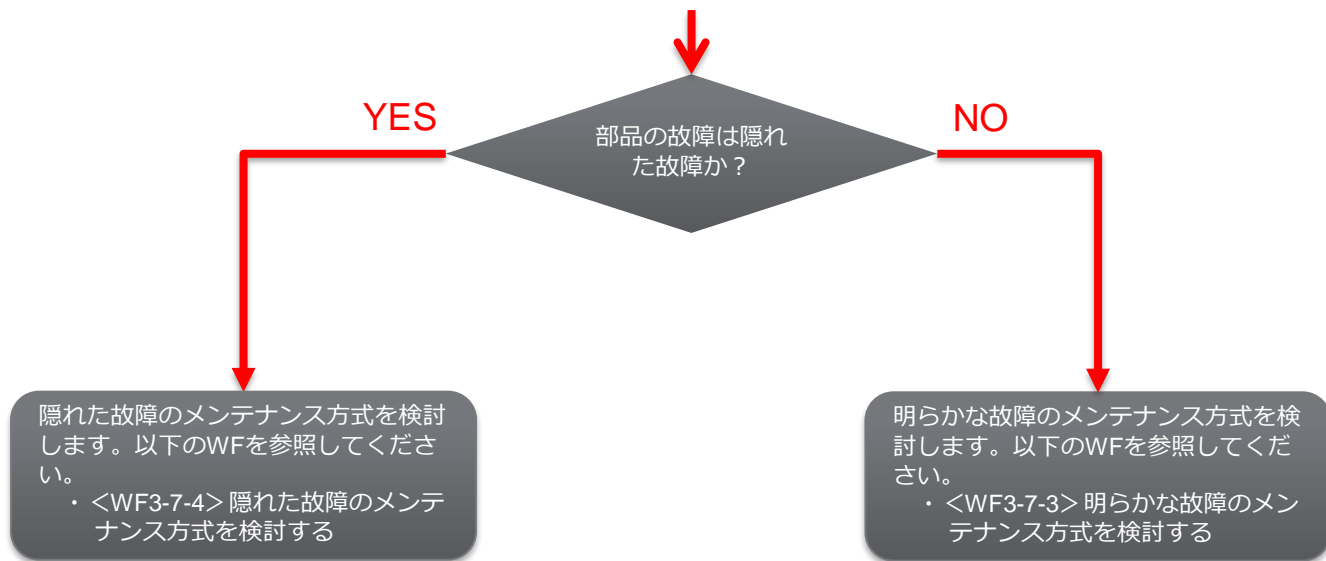 YES
部品の故障は隠れ
た故障か？
NO
隠れた故障のメンテナンス方式を検討
します。以下のWFを参照してくださ
い。
・＜WF3-7-4＞隠れた故障のメンテ
ナンス方式を検討する
明らかな故障のメンテナンス方式を検
討します。以下のWFを参照してくだ
さい。
・＜WF3-7-3＞明らかな故障のメン
テナンス方式を検討する